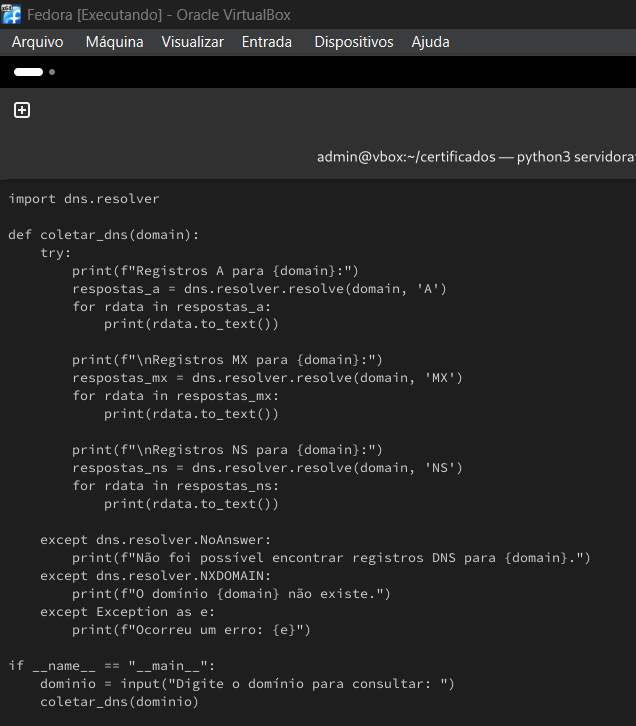 Fedora [Executando] - Oracle VirtualBox
Arquivo Máquina Visualizar Entrada Dispositivos Ajuda
admin@vbox:~/certificados — python3 servidora
import dns.resolver
def coletar_dns(domain):
    try:
        print(f"Registros A para {domain}:")
        respostas_a = dns.resolver.resolve(domain, 'A')
        for rdata in respostas_a:
            print(rdata.to_text())
        print(f"\nRegistros MX para {domain}:")
        respostas_mx = dns.resolver.resolve(domain, 'MX')
        for rdata in respostas_mx:
            print(rdata.to_text())
        print(f"\nRegistros NS para {domain}:")
        respostas_ns = dns.resolver.resolve(domain, 'NS')
        for rdata in respostas_ns:
            print(rdata.to_text())
    except dns.resolver.NoAnswer:
        print(f"Não foi possível encontrar registros DNS para {domain}.")
    except dns.resolver.NXDOMAIN:
        print(f"O domínio {domain} não existe.")
    except Exception as e:
        print(f"Ocorreu um erro: {e}")
if __name__ == "__main__":
    dominio = input("Digite o domínio para consultar: ")
    coletar_dns(dominio)